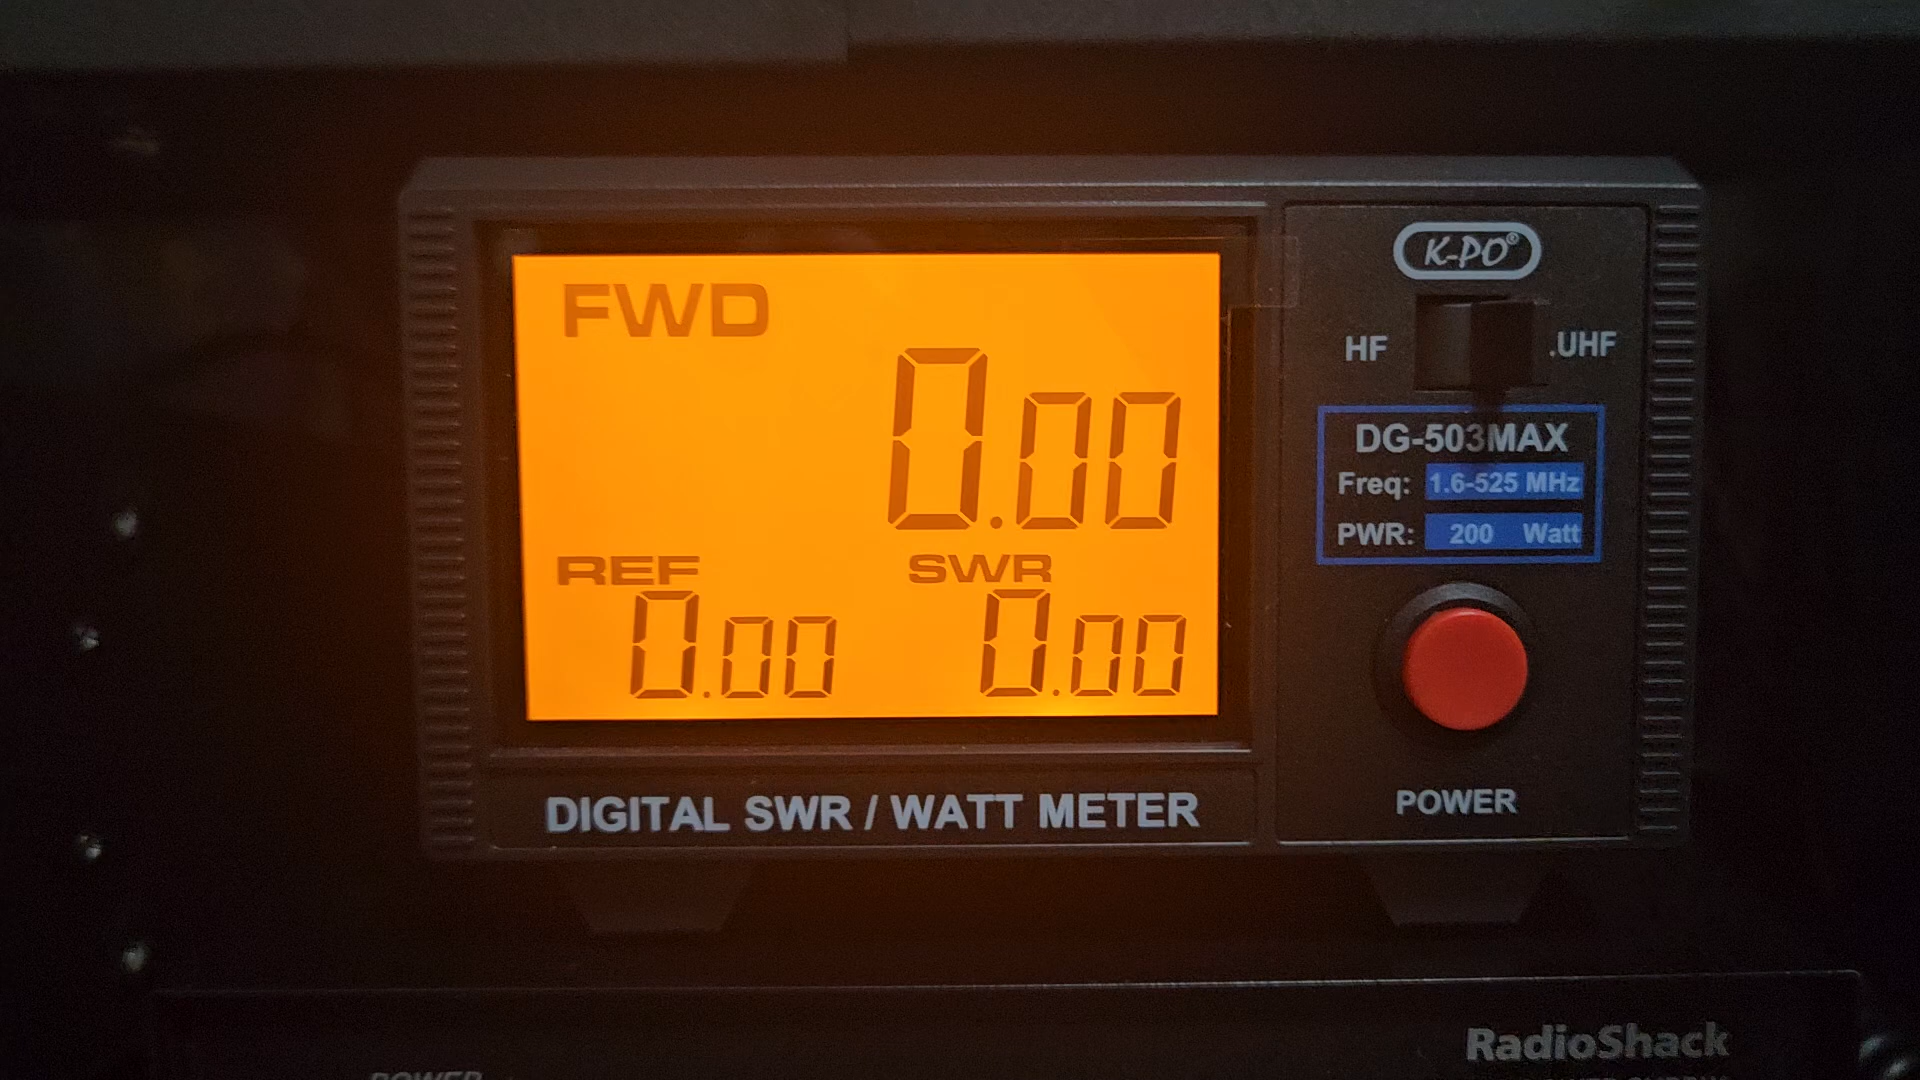 K-PO®
FWD
0.00
HF .UHF
DG-503MAX
Freq: 1.6-525 MHz
PWR: 200 Watt
REF SWR
0.00 0.00
DIGITAL SWR / WATT METER
POWER
RadioShack
POWER